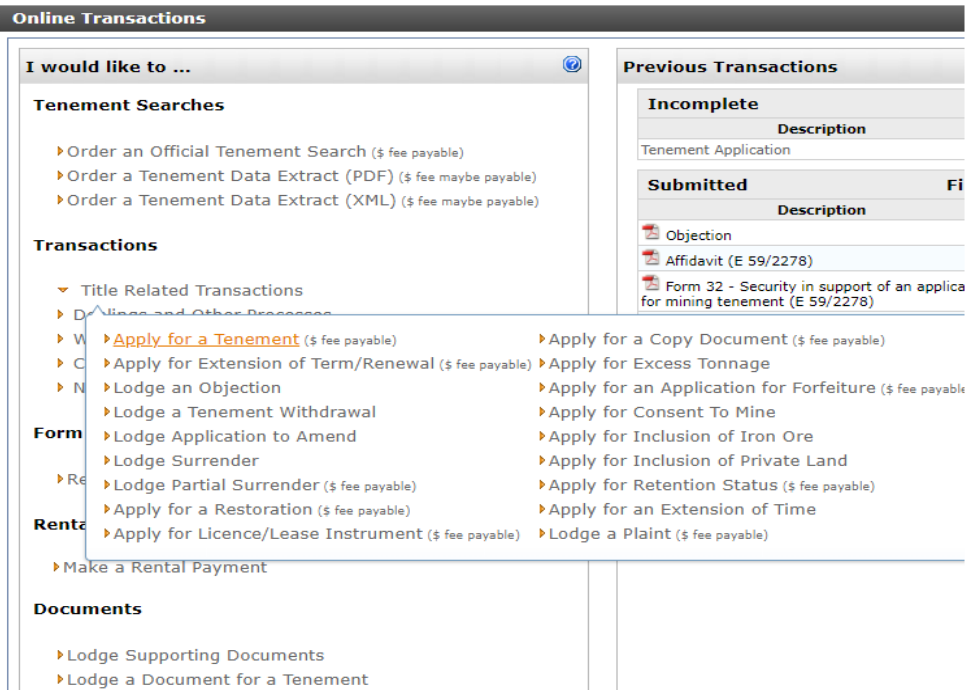 Online Transactions
I would like to ...
Tenement Searches
Order an Official Tenement Search ($ fee payable)
Order a Tenement Data Extract (PDF) ($ fee maybe payable)
Order a Tenement Data Extract (XML) ($ fee maybe payable)
Transactions
Title Related Transactions
Dealings and Other Processes
W
C
N
Apply for a Tenement ($ fee payable)
Apply for Extension of Term/Renewal ($ fee payable)
Lodge an Objection
Lodge a Tenement Withdrawal
Lodge Application to Amend
Lodge Surrender
Lodge Partial Surrender ($ fee payable)
Apply for a Restoration ($ fee payable)
Apply for Licence/Lease Instrument ($ fee payable)
Apply for a Copy Document ($ fee payable)
Apply for Excess Tonnage
Apply for an Application for Forfeiture ($ fee payable
Apply for Consent To Mine
Apply for Inclusion of Iron Ore
Apply for Inclusion of Private Land
Apply for Retention Status ($ fee payable)
Apply for an Extension of Time
Lodge a Plaint ($ fee payable)
Form
Re
Renta
Make a Rental Payment
Documents
Lodge Supporting Documents
Lodge a Document for a Tenement
Previous Transactions
Incomplete
Description
Tenement Application
Submitted Fi
Description
Objection
Affidavit (E 59/2278)
Form 32 - Security in support of an applica
for mining tenement (E 59/2278)